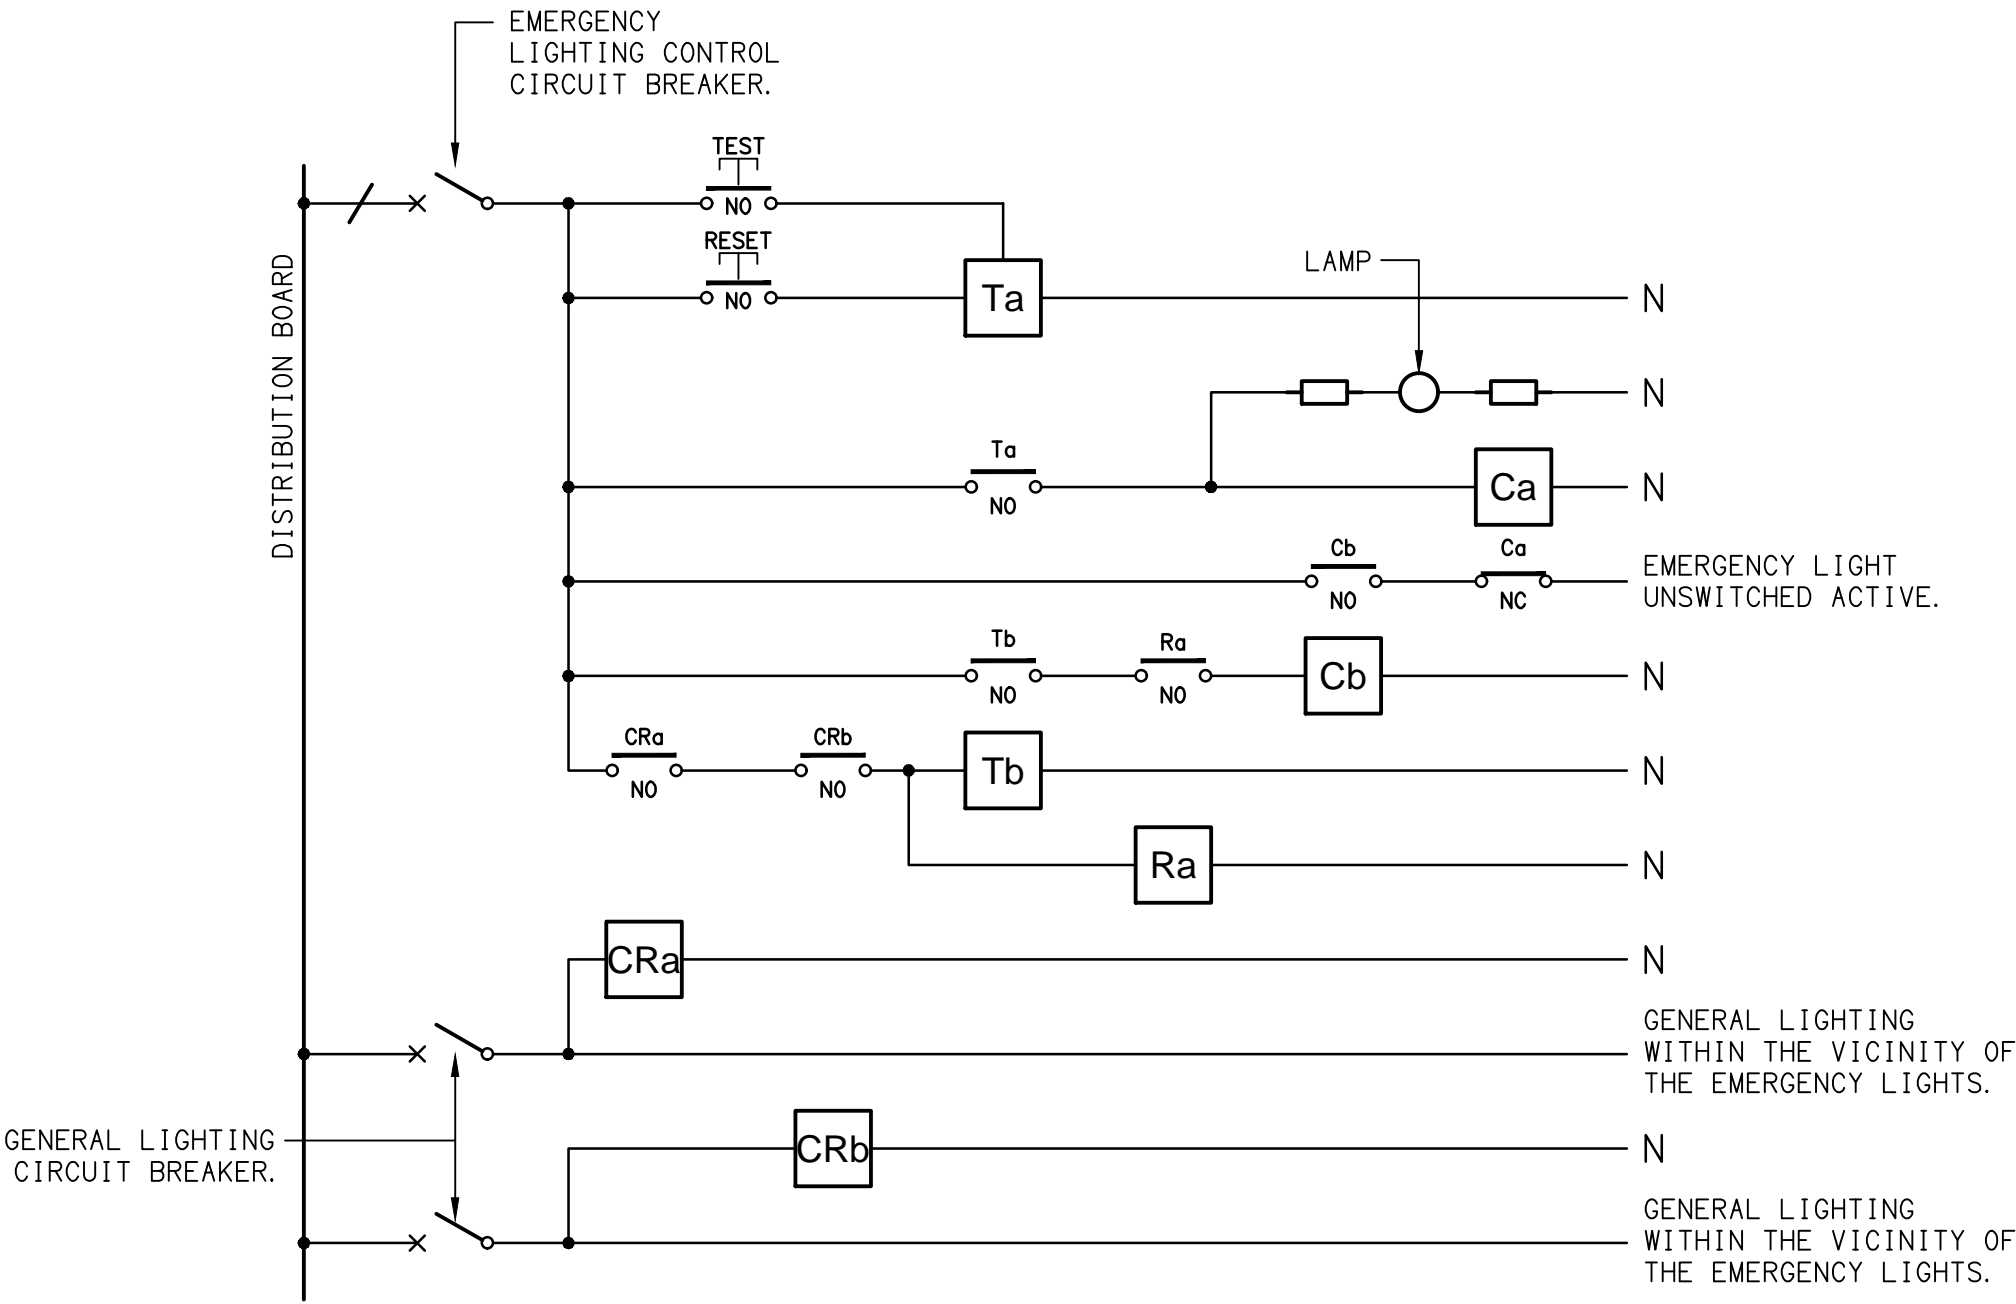 EMERGENCY
LIGHTING CONTROL
CIRCUIT BREAKER.
TEST
NO
RESET
NO
DISTRIBUTION BOARD
Ta
N
LAMP
N
Ta
NO
Ca
N
Cb
NO
Ca
NC
EMERGENCY LIGHT
UNSWITCHED ACTIVE.
Tb
NO
Ra
NO
Cb
N
CRa
NO
CRb
NO
Tb
N
Ra
N
CRa
N
GENERAL LIGHTING
WITHIN THE VICINITY OF
THE EMERGENCY LIGHTS.
GENERAL LIGHTING
CIRCUIT BREAKER.
CRb
N
GENERAL LIGHTING
WITHIN THE VICINITY OF
THE EMERGENCY LIGHTS.